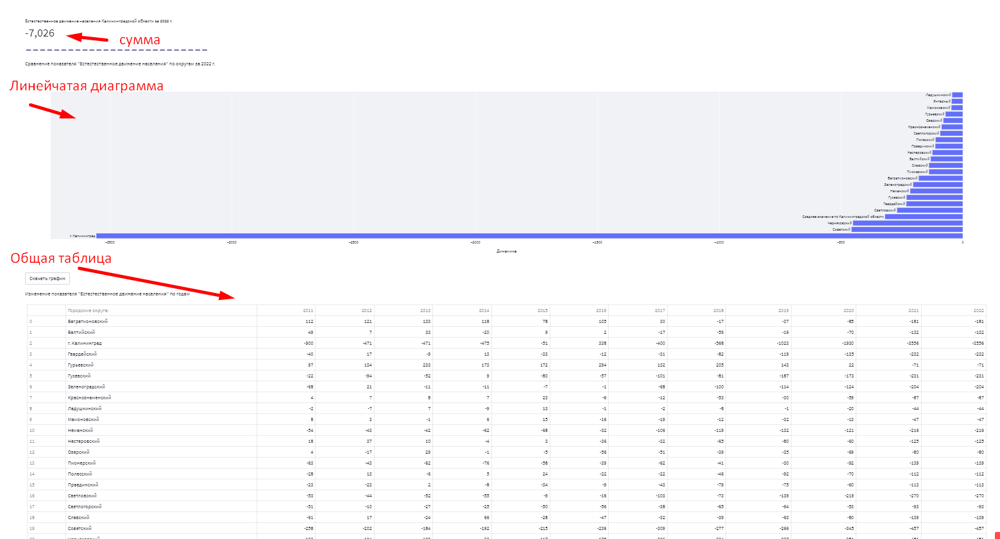 Естестественное движение населения Калининградской области за 2022 г.
-7,026
сумма
Сравнение показателя "Естестественное движение населения" по округам за 2022 г.
Линейчатая диаграмма
Ладушкинский
Янтарный
Мамоновский
Гурьевский
Озерский
Краснознаменский
Светлогорский
Полесский
Правдинский
Нестеровский
Балтийский
Славский
Пионерский
Багратионовский
Зеленоградский
Неманский
Гусевский
Гвардейский
Светловский
Среднее значение по Калининградской области
Черняховский
Советский
г. Калининград
−3500 −3000 −2500 −2000 −1500 −1000 −500 0
Динамика
Общая таблица
Скачать график
Изменение показателя "Естестественное движение населения" по годам
Городские округа: 2011 2012 2013 2014 2015 2016 2017 2018 2019 2020 2021 2022
0 Багратионовский 112 121 133 118 78 105 30 -17 -37 -85 -181 -181
1 Балтийский 49 7 33 -20 9 2 -17 -59 -16 -70 -132 -132
2 г. Калининград -900 -471 -471 -475 -51 338 -400 -568 -1023 -1930 -3556 -3556
3 Гвардейский -40 17 -9 13 -33 -12 -31 -82 -119 -135 -232 -232
4 Гурьевский 97 134 233 173 172 294 132 205 143 22 -71 -71
5 Гусевский -22 -94 -52 9 -80 -57 -101 -81 -187 -173 -231 -231
6 Зеленоградский -68 21 -11 -11 -7 -1 -68 -100 -114 -124 -204 -204
7 Краснознаменский 4 7 8 7 23 -6 -12 -53 -30 -59 -87 -87
8 Ладушкинский -2 -7 7 -9 13 -1 -2 -8 -1 -20 -44 -44
9 Мамоновский 8 3 -1 6 15 -16 -19 -12 -32 -13 -47 -47
10 Неманский -54 -43 -42 -62 -68 -32 -106 -119 -132 -121 -216 -216
11 Нестеровский 18 37 10 -4 3 -36 -32 -65 -80 -60 -125 -125
12 Озерский 4 -17 29 -1 -5 -56 -51 -39 -35 -69 -80 -80
13 Пионерский -63 -43 -62 -76 -58 -39 -62 -41 -30 -92 -139 -139
14 Полесский -28 13 -6 5 24 -22 -22 -46 -92 -70 -112 -112
15 Правдинский -23 -23 2 -8 -34 -9 -43 -79 -75 -60 -113 -113
16 Светловский -53 -44 -52 -55 -9 -16 -103 -73 -139 -219 -270 -270
17 Светлогорский -51 -10 -27 -25 -50 -56 -38 -65 -64 -53 -93 -93
18 Славский -61 17 -24 66 -28 -47 -32 -39 -63 -80 -139 -139
19 Советский -258 -202 -184 -192 -215 -236 -309 -277 -266 -345 -457 -457